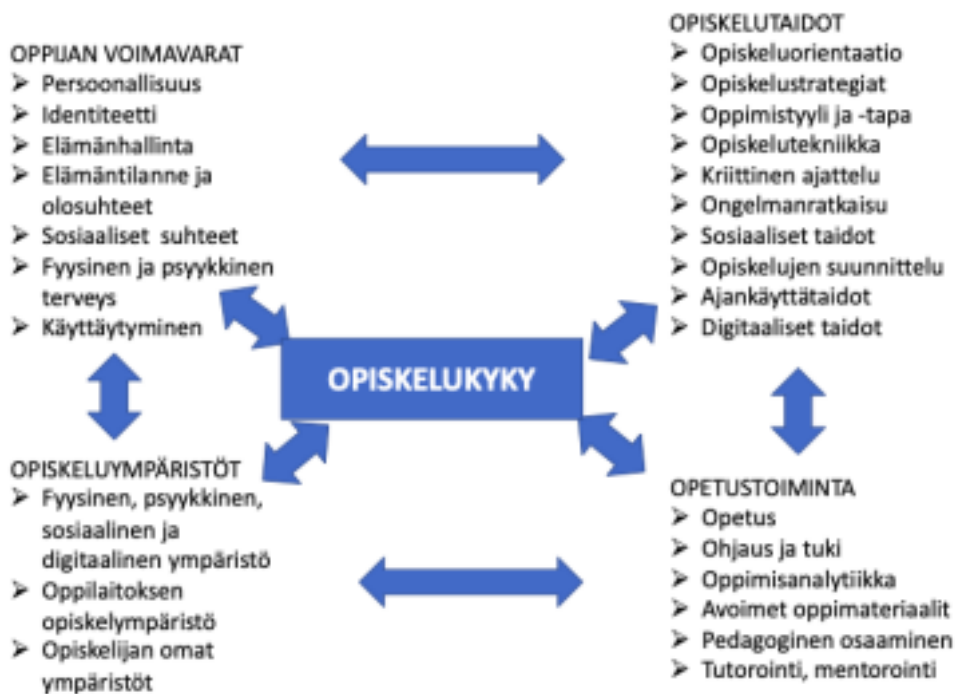 OPPIJAN VOIMAVARAT
➤ Persoonallisuus
➤ Identiteetti
➤ Elämänhallinta
➤ Elämäntilanne ja
olosuhteet
➤ Sosiaaliset suhteet
➤ Fyysinen ja psyykkinen
terveys
➤ Käyttäytyminen
OPISKELUTAIDOT
➤ Opiskeluorientaatio
➤ Opiskelustrategiat
➤ Oppimistyyli ja -tapa
➤ Opiskelutekniikka
➤ Kriittinen ajattelu
➤ Ongelmanratkaisu
➤ Sosiaaliset taidot
➤ Opiskelujen suunnittelu
➤ Ajankäyttätaidot
➤ Digitaaliset taidot
OPISKELUKYKY
OPISKELUYMPÄRISTÖT
➤ Fyysinen, psyykkinen,
sosiaalinen ja
digitaalinen ympäristö
➤ Oppilaitoksen
opiskelympäristö
➤ Opiskelijan omat
ympäristöt
OPETUSTOIMINTA
➤ Opetus
➤ Ohjaus ja tuki
➤ Oppimisanalytiikka
➤ Avoimet oppimateriaalit
➤ Pedagoginen osaaminen
➤ Tutorointi, mentorointi